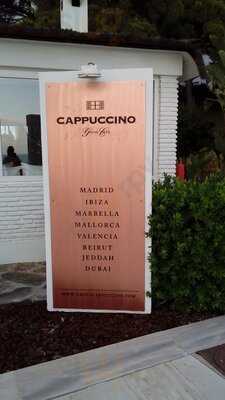 CAPPUCCINO
Grand Café
MADRID
IBIZA
MARBELLA
MALLORCA
VALENCIA
BEIRUT
JEDDAH
DUBAI